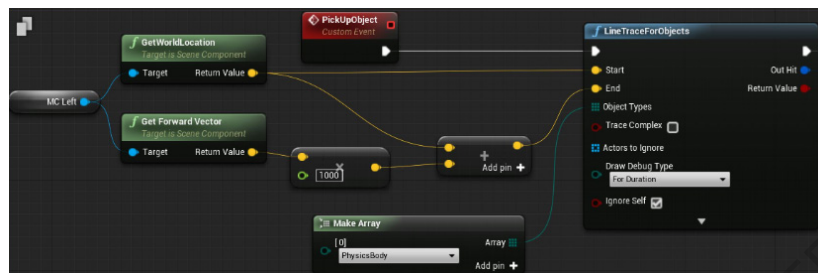 GetWorldLocation
Target is Scene Component
Target
Return Value
MC Left
Get Forward Vector
Target is Scene Component
Target
Return Value
PickUpObject
Custom Event
1000
Add pin +
Make Array
[0]
PhysicsBody
Array
Add pin +
LineTraceForObjects
Start
Out Hit
End
Return Value
Object Types
Trace Complex
Actors to Ignore
Draw Debug Type
For Duration
Ignore Self